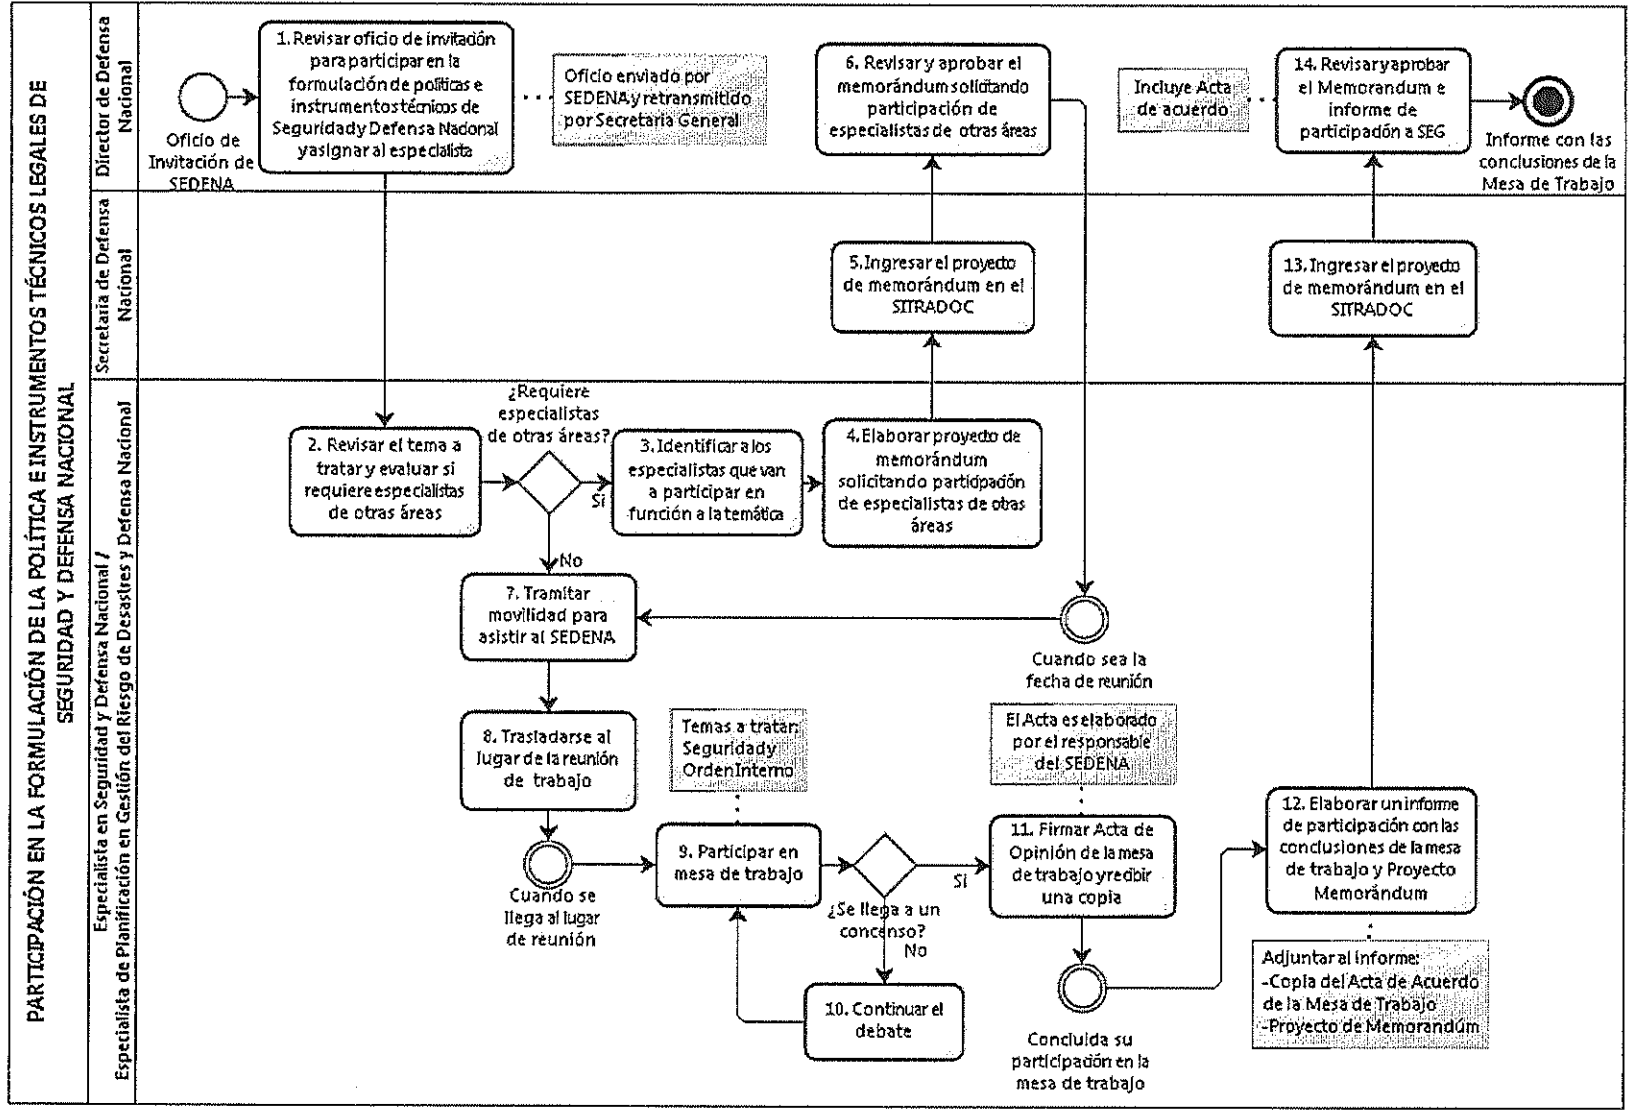 PARTICIPACIÓN EN LA FORMULACIÓN DE LA POLÍTICA E INSTRUMENTOS TÉCNICOS LEGALES DE
SEGURIDAD Y DEFENSA NACIONAL
Director de Defensa
Nacional
Oficio de
Invitación de
SEDENA
1. Revisar oficio de invitación
para participar en la
formulación de políticas e
instrumentos técnicos de
Seguridad y Defensa Nacional
y asignar al especialista
Oficio enviado por
SEDENA y retransmitido
por Secretaria General
6. Revisar y aprobar el
memorándum solicitando
participación de
especialistas de otras áreas
Incluye Acta
de acuerdo
14. Revisar y aprobar
el Memorandum e
informe de
participación a SEG
Informe con las
conclusiones de la
Mesa de Trabajo
Secretaria de Defensa
Nacional
5. Ingresar el proyecto
de memorándum en el
SITRADOC
13. Ingresar el proyecto
de memorándum en el
SITRADOC
Especialista en Seguridad y Defensa Nacional /
Especialista de Planificación en Gestión del Riesgo de Desastres y Defensa Nacional
2. Revisar el tema a
tratar y evaluar si
requiere especialistas
de otras áreas
¿Requiere
especialistas
de otras áreas?
Si
No
3. Identificar a los
especialistas que van
a participar en
función a la temática
4. Elaborar proyecto de
memorándum
solicitando participación
de especialistas de otras
áreas
7. Tramitar
movilidad para
asistir al SEDENA
Cuando sea la
fecha de reunión
8. Trasladarse al
lugar de la reunión
de trabajo
Temas a tratar:
Seguridad y
Orden Interno
El Acta es elaborado
por el responsable
del SEDENA
Cuando se
llega al lugar
de reunión
9. Participar en
mesa de trabajo
¿Se llega a un
concenso?
Si
No
10. Continuar el
debate
11. Firmar Acta de
Opinión de la mesa
de trabajo y recibir
una copia
Concluida su
participación en la
mesa de trabajo
12. Elaborar un informe
de participación con las
conclusiones de la mesa
de trabajo y Proyecto
Memorándum
Adjuntar al informe:
-Copia del Acta de Acuerdo
de la Mesa de Trabajo
-Proyecto de Memorandúm